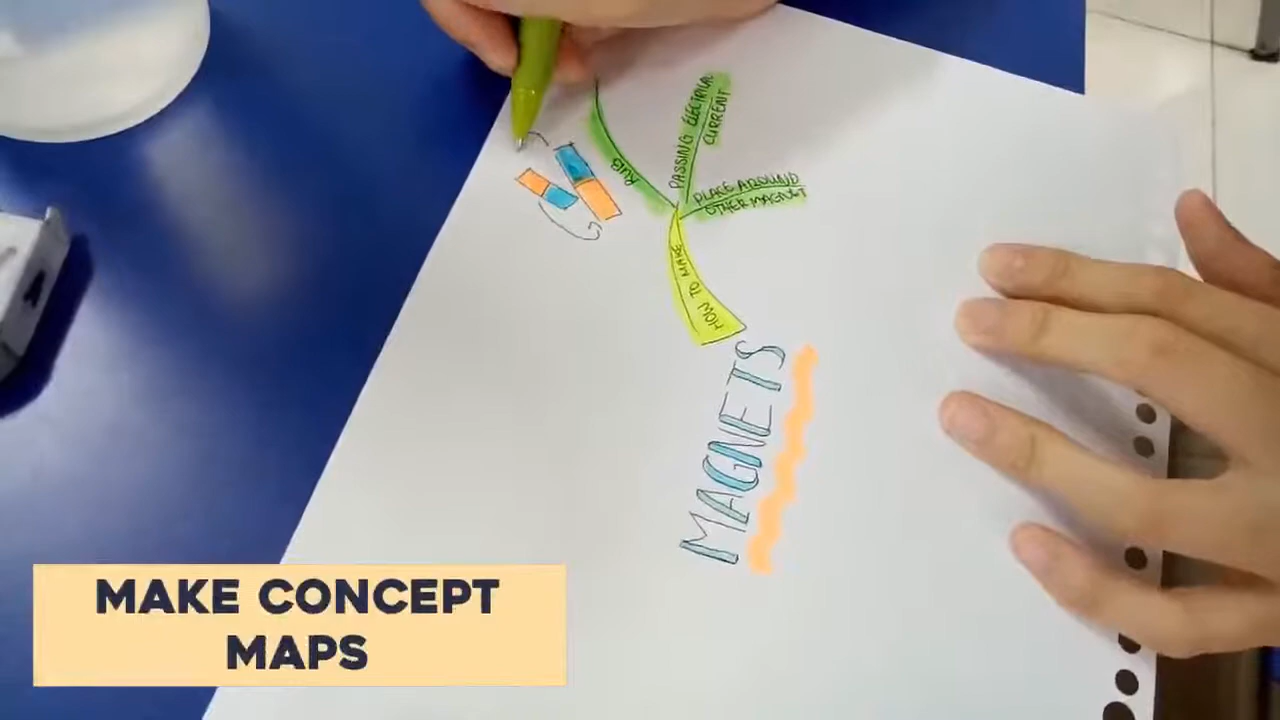 RUB
PASSING ELECTRICAL
CURRENT
PLACE AROUND
OTHER MAGNET
HOW TO MAKE
MAGNETS
MAKE CONCEPT
MAPS